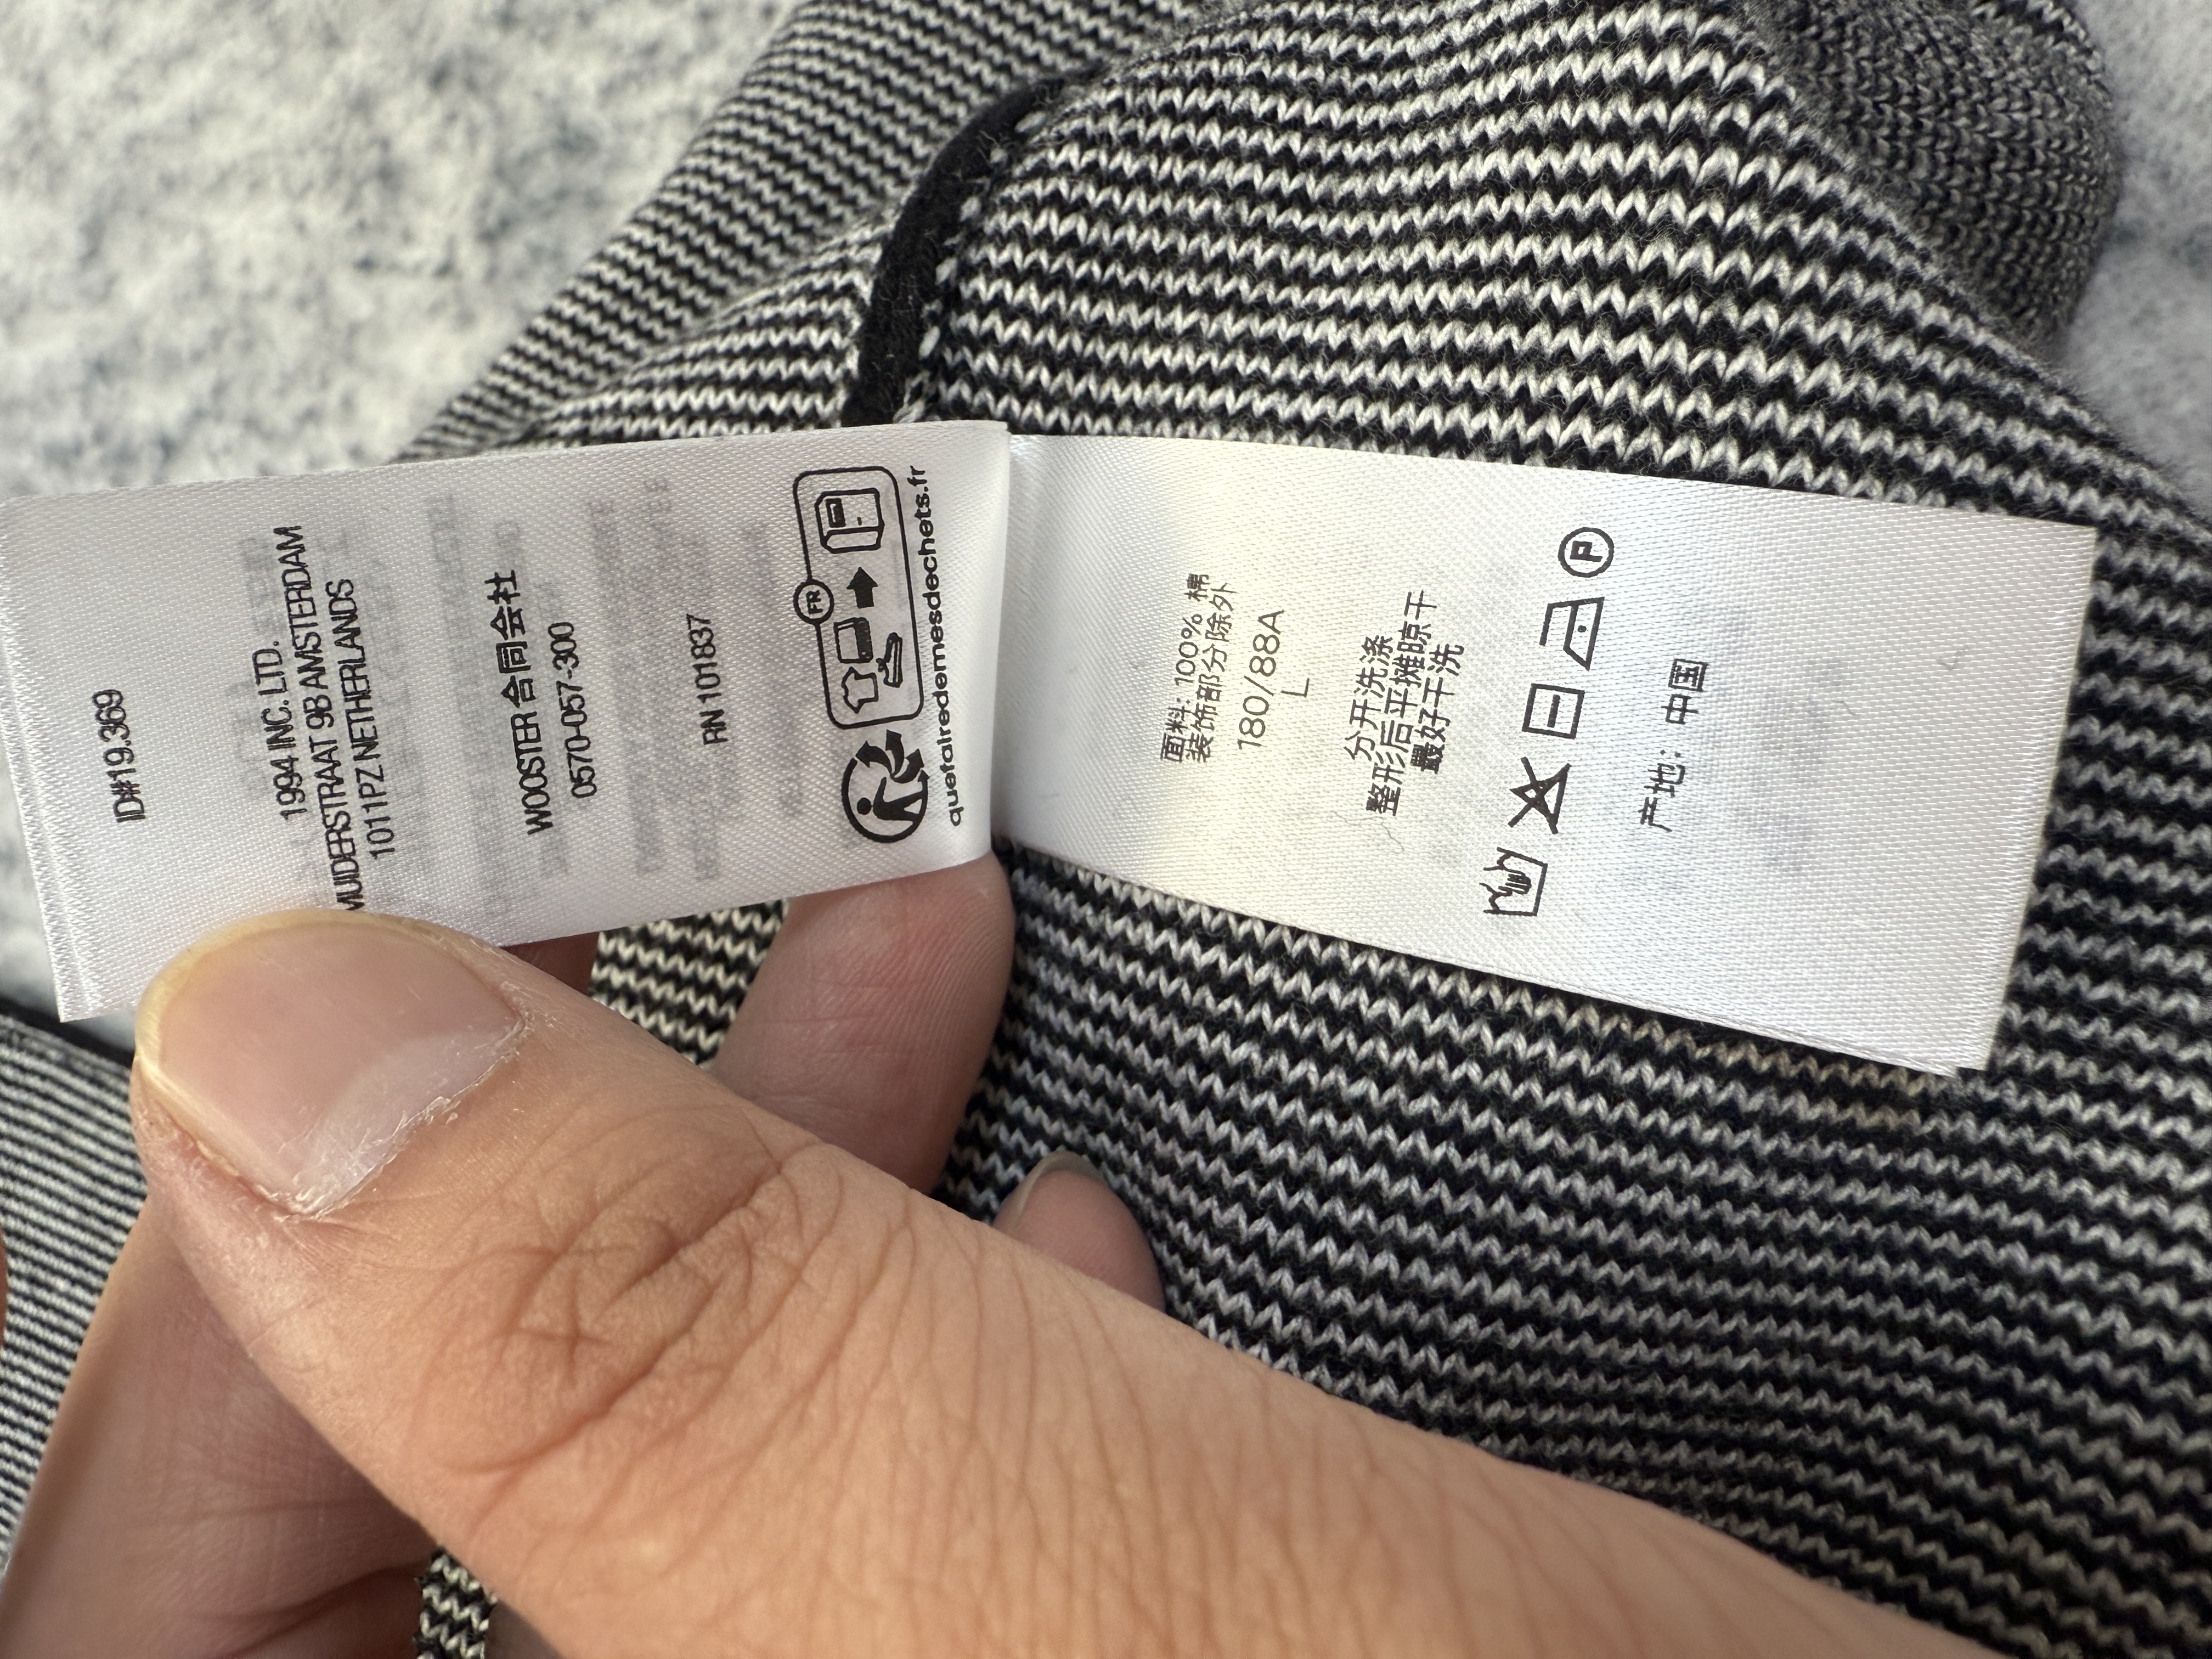 ID#19.369
1994 INC. LTD.
MUIDERSTRAAT 9B AMSTERDAM
1011PZ NETHERLANDS
WOOSTER 合同会社
0570-057-300
RN 101837
FR
quefairedemesdechets.fr
面料: 100% 棉
装饰部分除外
180/88A
L
分开洗涤
整形后平摊晾干
最好干洗
P
产地: 中国